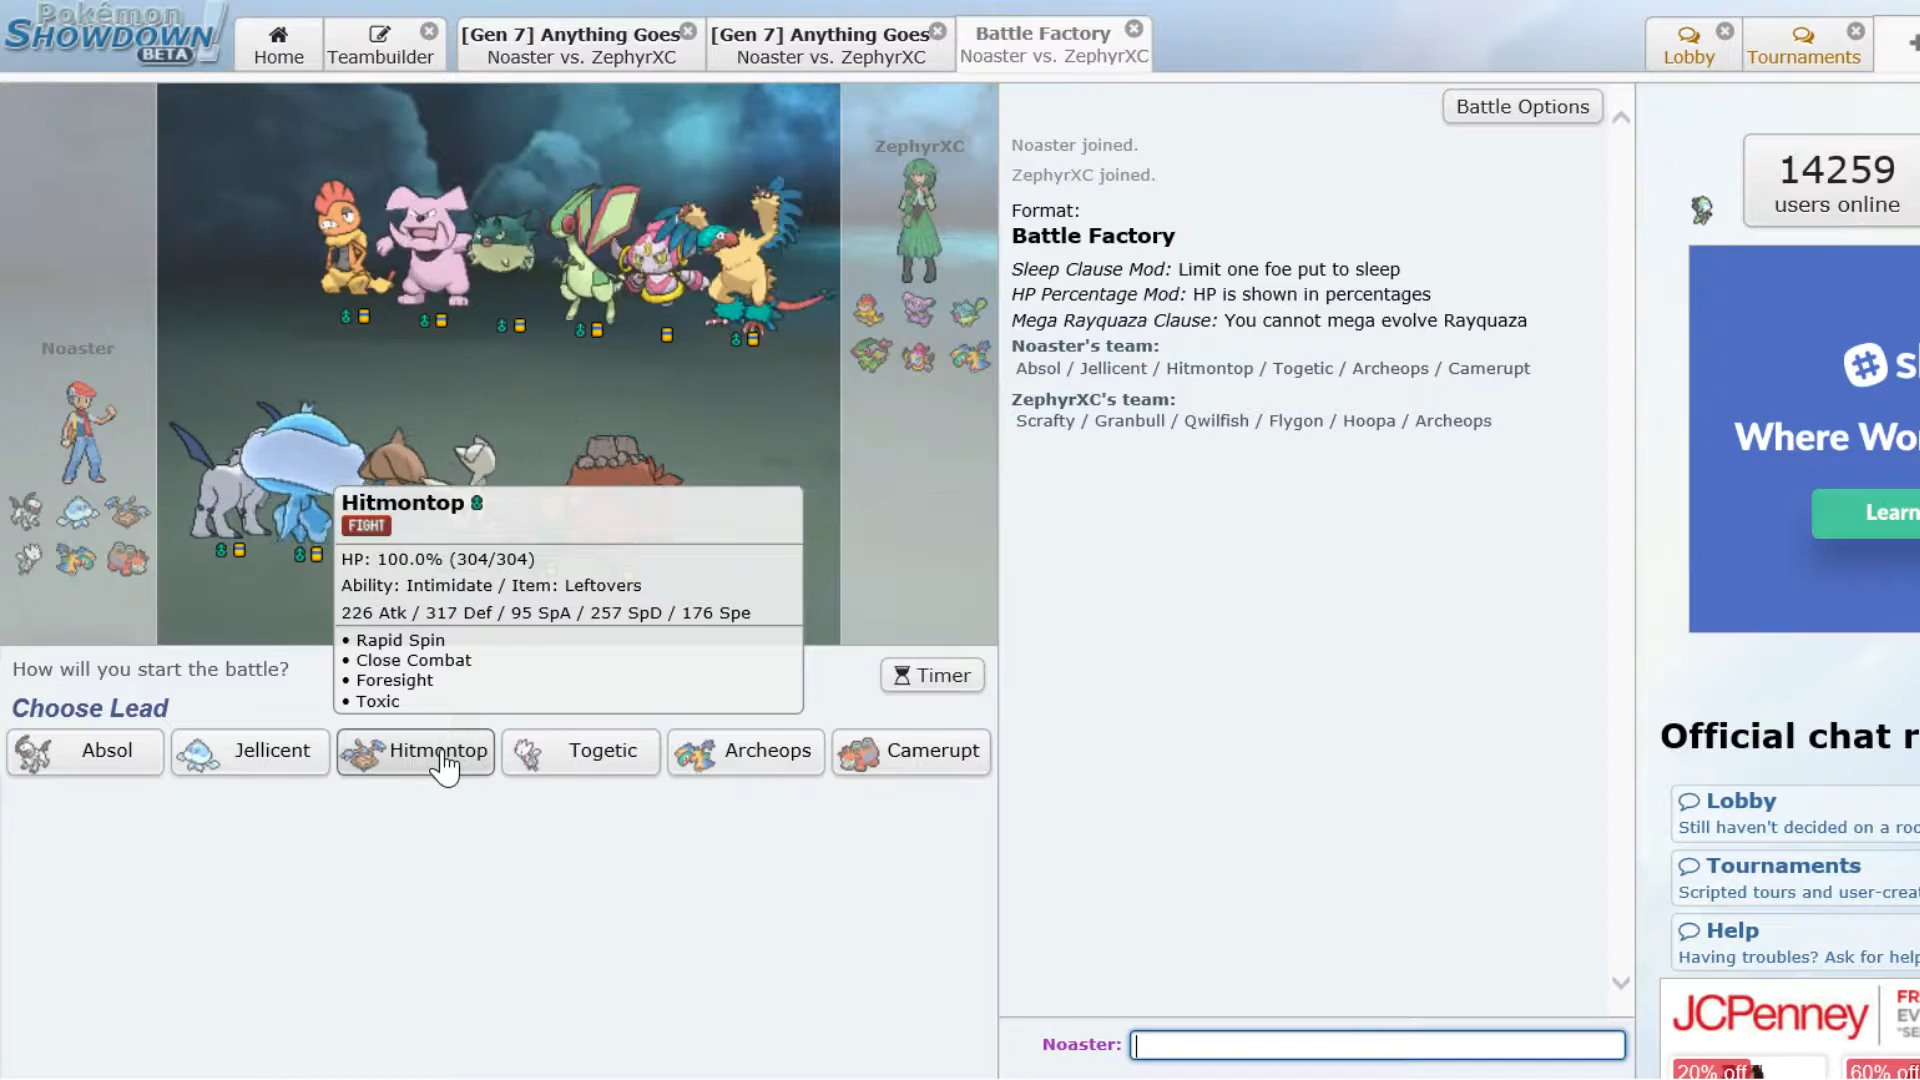 Pokémon
SHOWDOWN
BETA
Home
Teambuilder
[Gen 7] Anything Goes
Noaster vs. ZephyrXC
[Gen 7] Anything Goes
Noaster vs. ZephyrXC
Battle Factory
Noaster vs. ZephyrXC
Lobby
Tournaments
Battle Options
Noaster joined.
ZephyrXC joined.
Format:
Battle Factory
Sleep Clause Mod: Limit one foe put to sleep
HP Percentage Mod: HP is shown in percentages
Mega Rayquaza Clause: You cannot mega evolve Rayquaza
Noaster's team:
Absol / Jellicent / Hitmontop / Togetic / Archeops / Camerupt
ZephyrXC's team:
Scrafty / Granbull / Qwilfish / Flygon / Hoopa / Archeops
ZephyrXC
Noaster
Hitmontop
FIGHT
HP: 100.0% (304/304)
Ability: Intimidate / Item: Leftovers
226 Atk / 317 Def / 95 SpA / 257 SpD / 176 Spe
• Rapid Spin
• Close Combat
• Foresight
• Toxic
How will you start the battle?
Timer
Choose Lead
Absol
Jellicent
Hitmontop
Togetic
Archeops
Camerupt
Noaster:
14259
users online
Where Wo
Learn
Official chat r
Lobby
Still haven't decided on a roo
Tournaments
Scripted tours and user-creat
Help
Having troubles? Ask for help
JCPenney
FR
EV
"SE
20% off
60% off